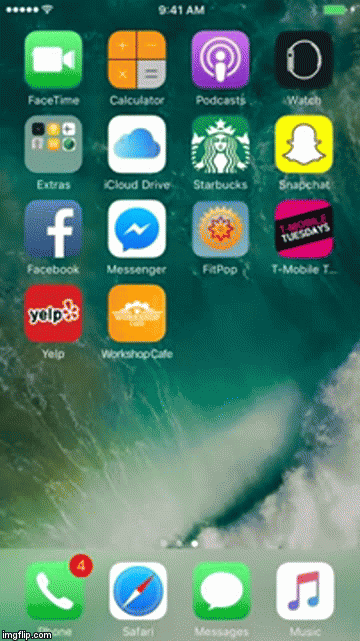 9:41 AM
FaceTime Calculator Podcasts Watch
Extras iCloud Drive Starbucks Snapchat
T-MOBILE
TUESDAYS
Facebook Messenger FitPop T-Mobile T...
yelp WORKSHOP
CAFE
Yelp WorkshopCafe
4
Phone Safari Messages Music
imgflip.com